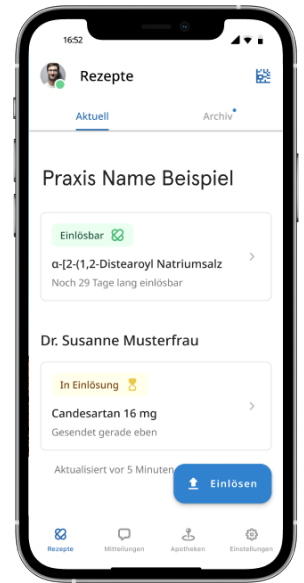 16:52
Rezepte
Aktuell
Archiv
Praxis Name Beispiel
Einlösbar
α-[2-(1,2-Distearoyl Natriumsalz
Noch 29 Tage lang einlösbar
Dr. Susanne Musterfrau
In Einlösung
Candesartan 16 mg
Gesendet gerade eben
Aktualisiert vor 5 Minuten
Einlösen
Rezepte
Mitteilungen
Apotheken
Einstellungen